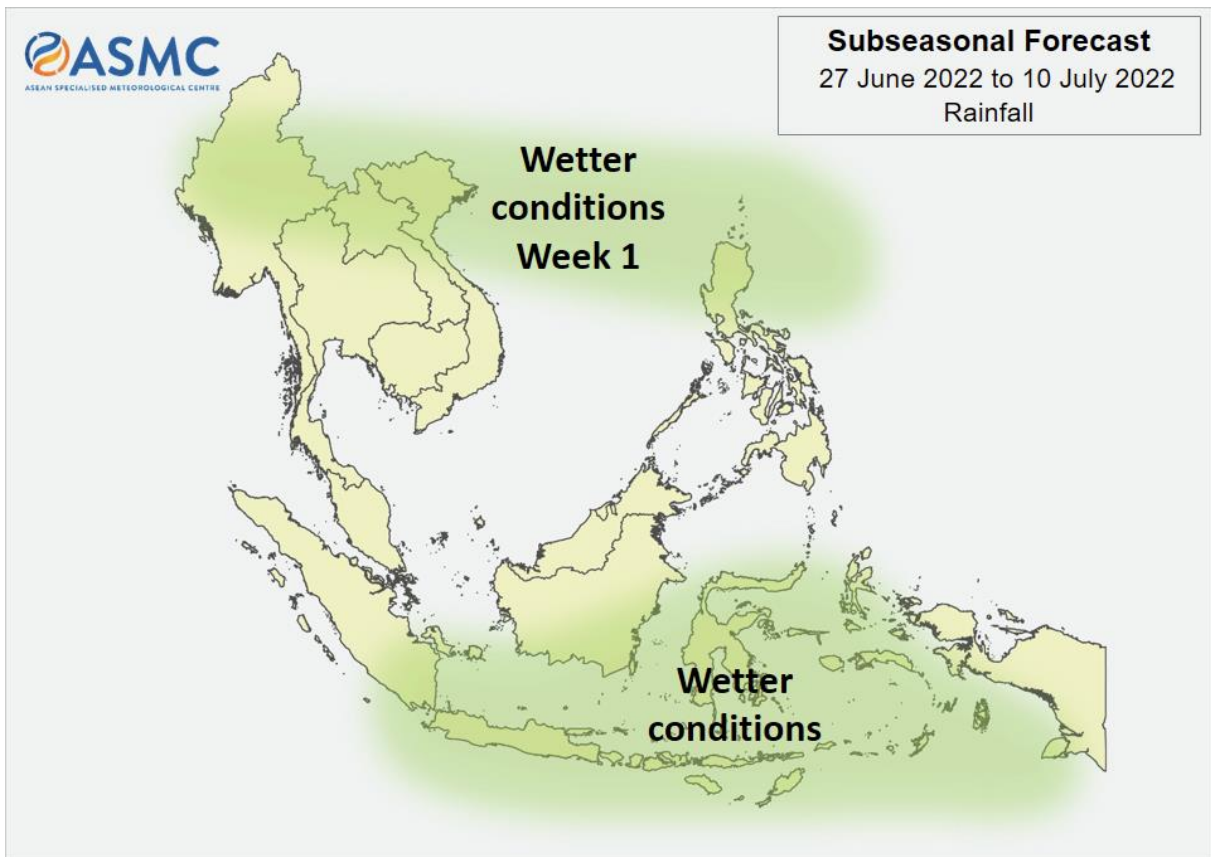 ASMC
ASEAN SPECIALISED METEOROLOGICAL CENTRE
Subseasonal Forecast
27 June 2022 to 10 July 2022
Rainfall
Wetter
conditions
Week 1
Wetter
conditions